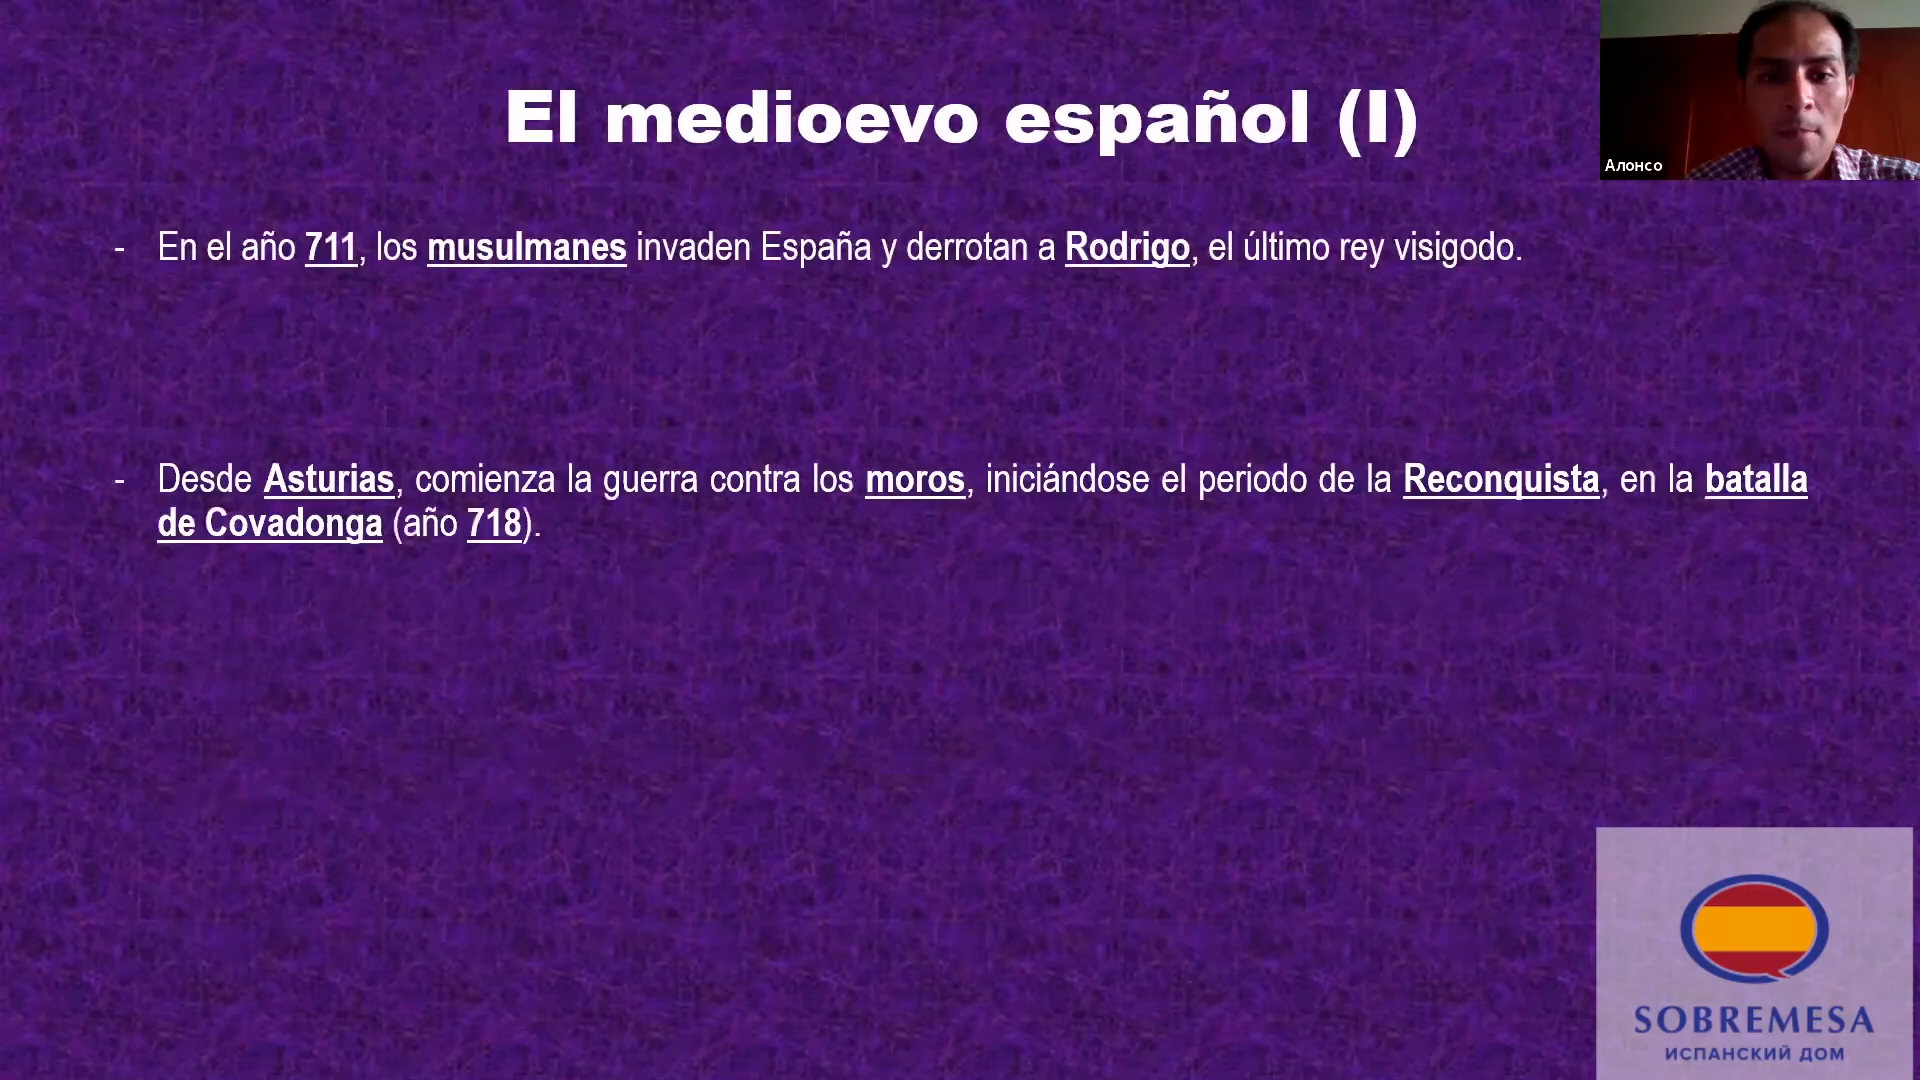 El medioevo español (I)
Алонсо
- En el año 711, los musulmanes invaden España y derrotan a Rodrigo, el último rey visigodo.
- Desde Asturias, comienza la guerra contra los moros, iniciándose el periodo de la Reconquista, en la batalla
de Covadonga (año 718).
SOBREMESA
ИСПАНСКИЙ ДОМ